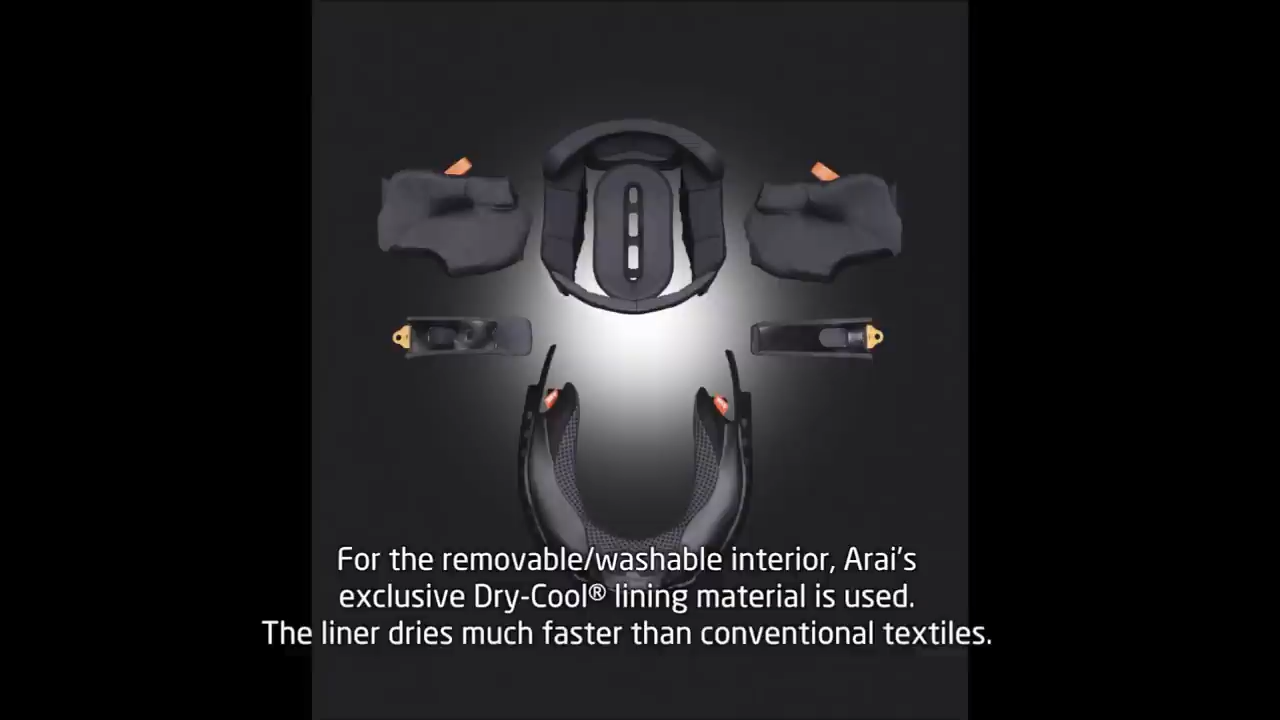 For the removable/washable interior, Arai's
exclusive Dry-Cool® lining material is used.
The liner dries much faster than conventional textiles.